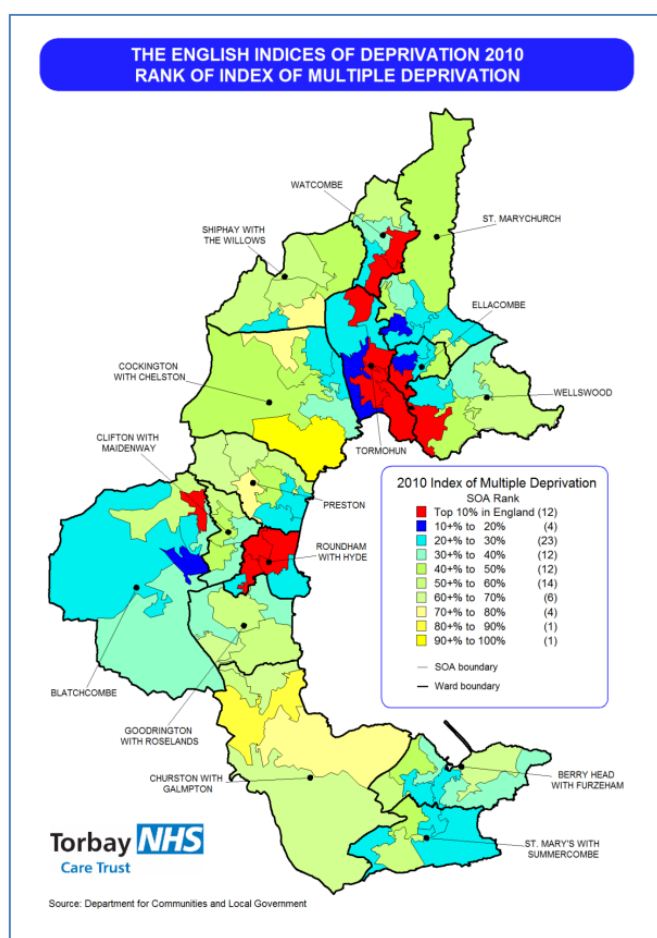 THE ENGLISH INDICES OF DEPRIVATION 2010
RANK OF INDEX OF MULTIPLE DEPRIVATION
WATCOMBE
SHIPHAY WITH
THE WILLOWS
ST. MARYCHURCH
ELLACOMBE
COCKINGTON
WITH CHELSTON
WELLSWOOD
TORMOHUN
CLIFTON WITH
MAIDENWAY
PRESTON
ROUNDHAM
WITH HYDE
2010 Index of Multiple Deprivation
SOA Rank
Top 10% in England (12)
10+% to 20% (4)
20+% to 30% (23)
30+% to 40% (12)
40+% to 50% (12)
50+% to 60% (14)
60+% to 70% (6)
70+% to 80% (4)
80+% to 90% (1)
90+% to 100% (1)
SOA boundary
Ward boundary
BLATCHCOMBE
GOODRINGTON
WITH ROSELANDS
CHURSTON WITH
GALMPTON
BERRY HEAD
WITH FURZEHAM
ST. MARY'S WITH
SUMMERCOMBE
Torbay NHS
Care Trust
Source: Department for Communities and Local Government